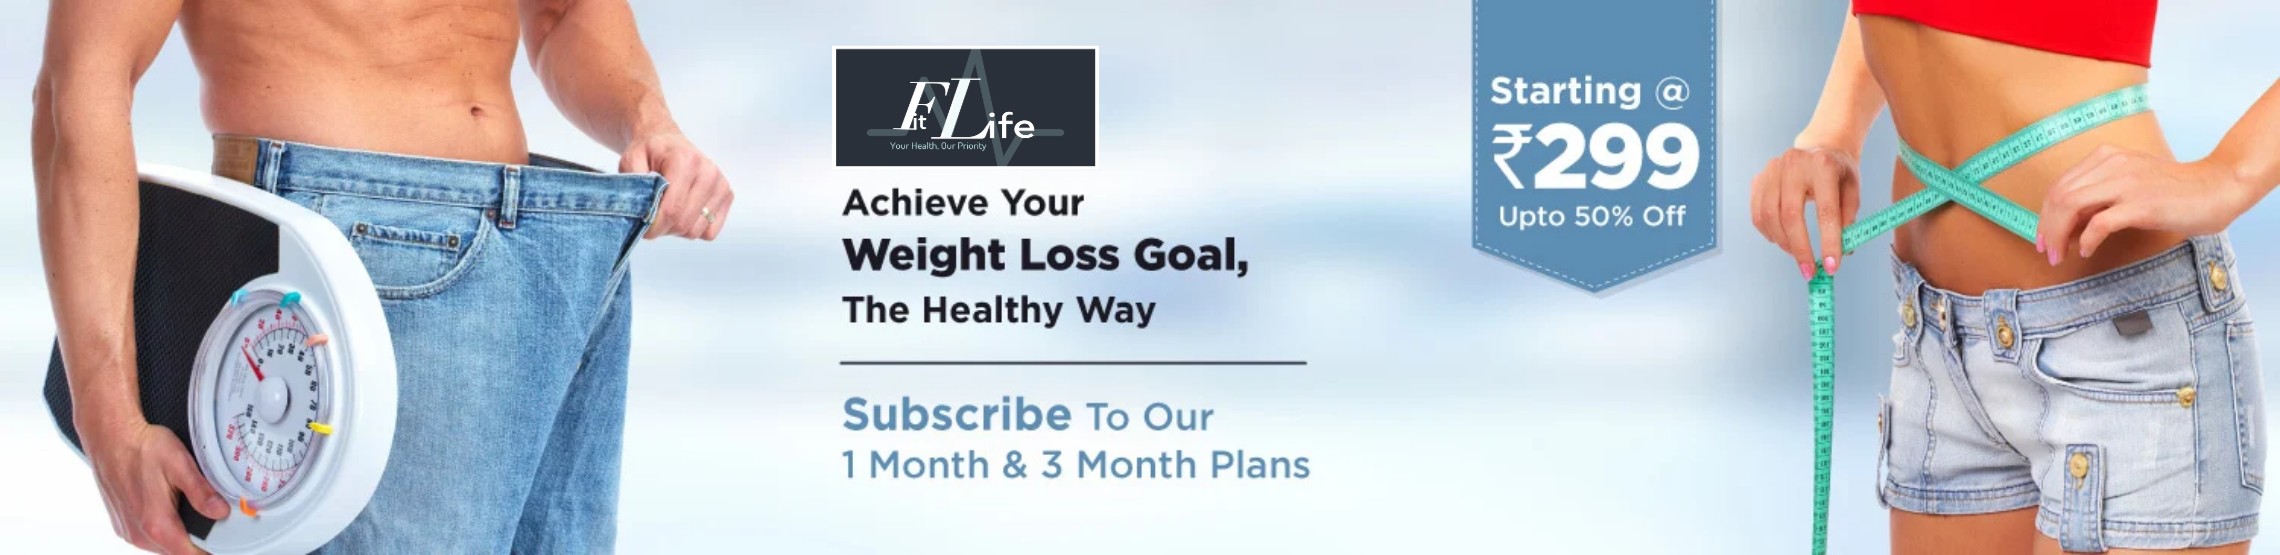 Fit Life
Your Health, Our Priority
Achieve Your
Weight Loss Goal,
The Healthy Way
Subscribe To Our
1 Month & 3 Month Plans
Starting @
₹299
Upto 50% Off